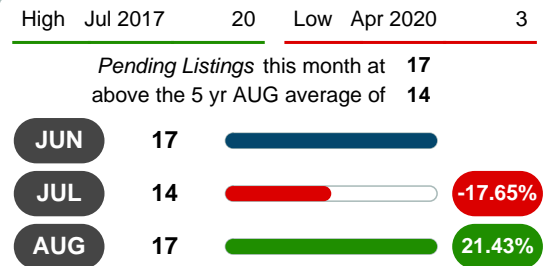 High Jul 2017 20 Low Apr 2020 3
Pending Listings this month at 17
above the 5 yr AUG average of 14
JUN 17
JUL 14 -17.65%
AUG 17 21.43%